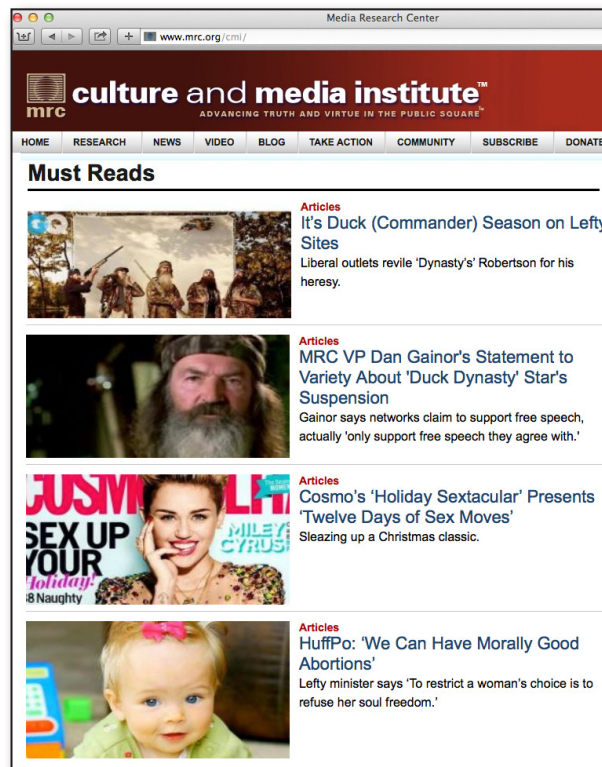 Media Research Center
www.mrc.org/cmi/
mrc
culture and media institute™
ADVANCING TRUTH AND VIRTUE IN THE PUBLIC SQUARE
HOME RESEARCH NEWS VIDEO BLOG TAKE ACTION COMMUNITY SUBSCRIBE DONATE
Must Reads
GQ
Articles
It's Duck (Commander) Season on Lefty
Sites
Liberal outlets revile 'Dynasty's' Robertson for his
heresy.
Articles
MRC VP Dan Gainor's Statement to
Variety About 'Duck Dynasty' Star's
Suspension
Gainor says networks claim to support free speech,
actually 'only support free speech they agree with.'
SEX UP
YOUR
Holiday!
8 Naughty
MILEY
CYRUS
Articles
Cosmo's 'Holiday Sextacular' Presents
'Twelve Days of Sex Moves'
Sleazing up a Christmas classic.
Articles
HuffPo: 'We Can Have Morally Good
Abortions'
Lefty minister says 'To restrict a woman's choice is to
refuse her soul freedom.'